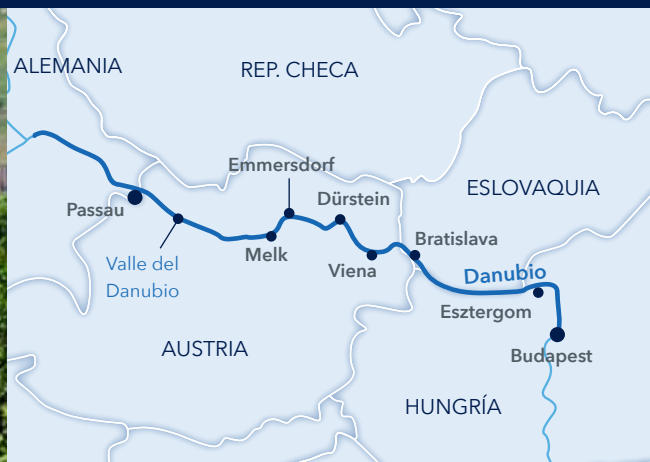 ALEMANIA
REP. CHECA
Emmersdorf
ESLOVAQUIA
Passau
Dürstein
Valle del
Danubio
Melk
Viena
Bratislava
Danubio
Esztergom
AUSTRIA
Budapest
HUNGRÍA